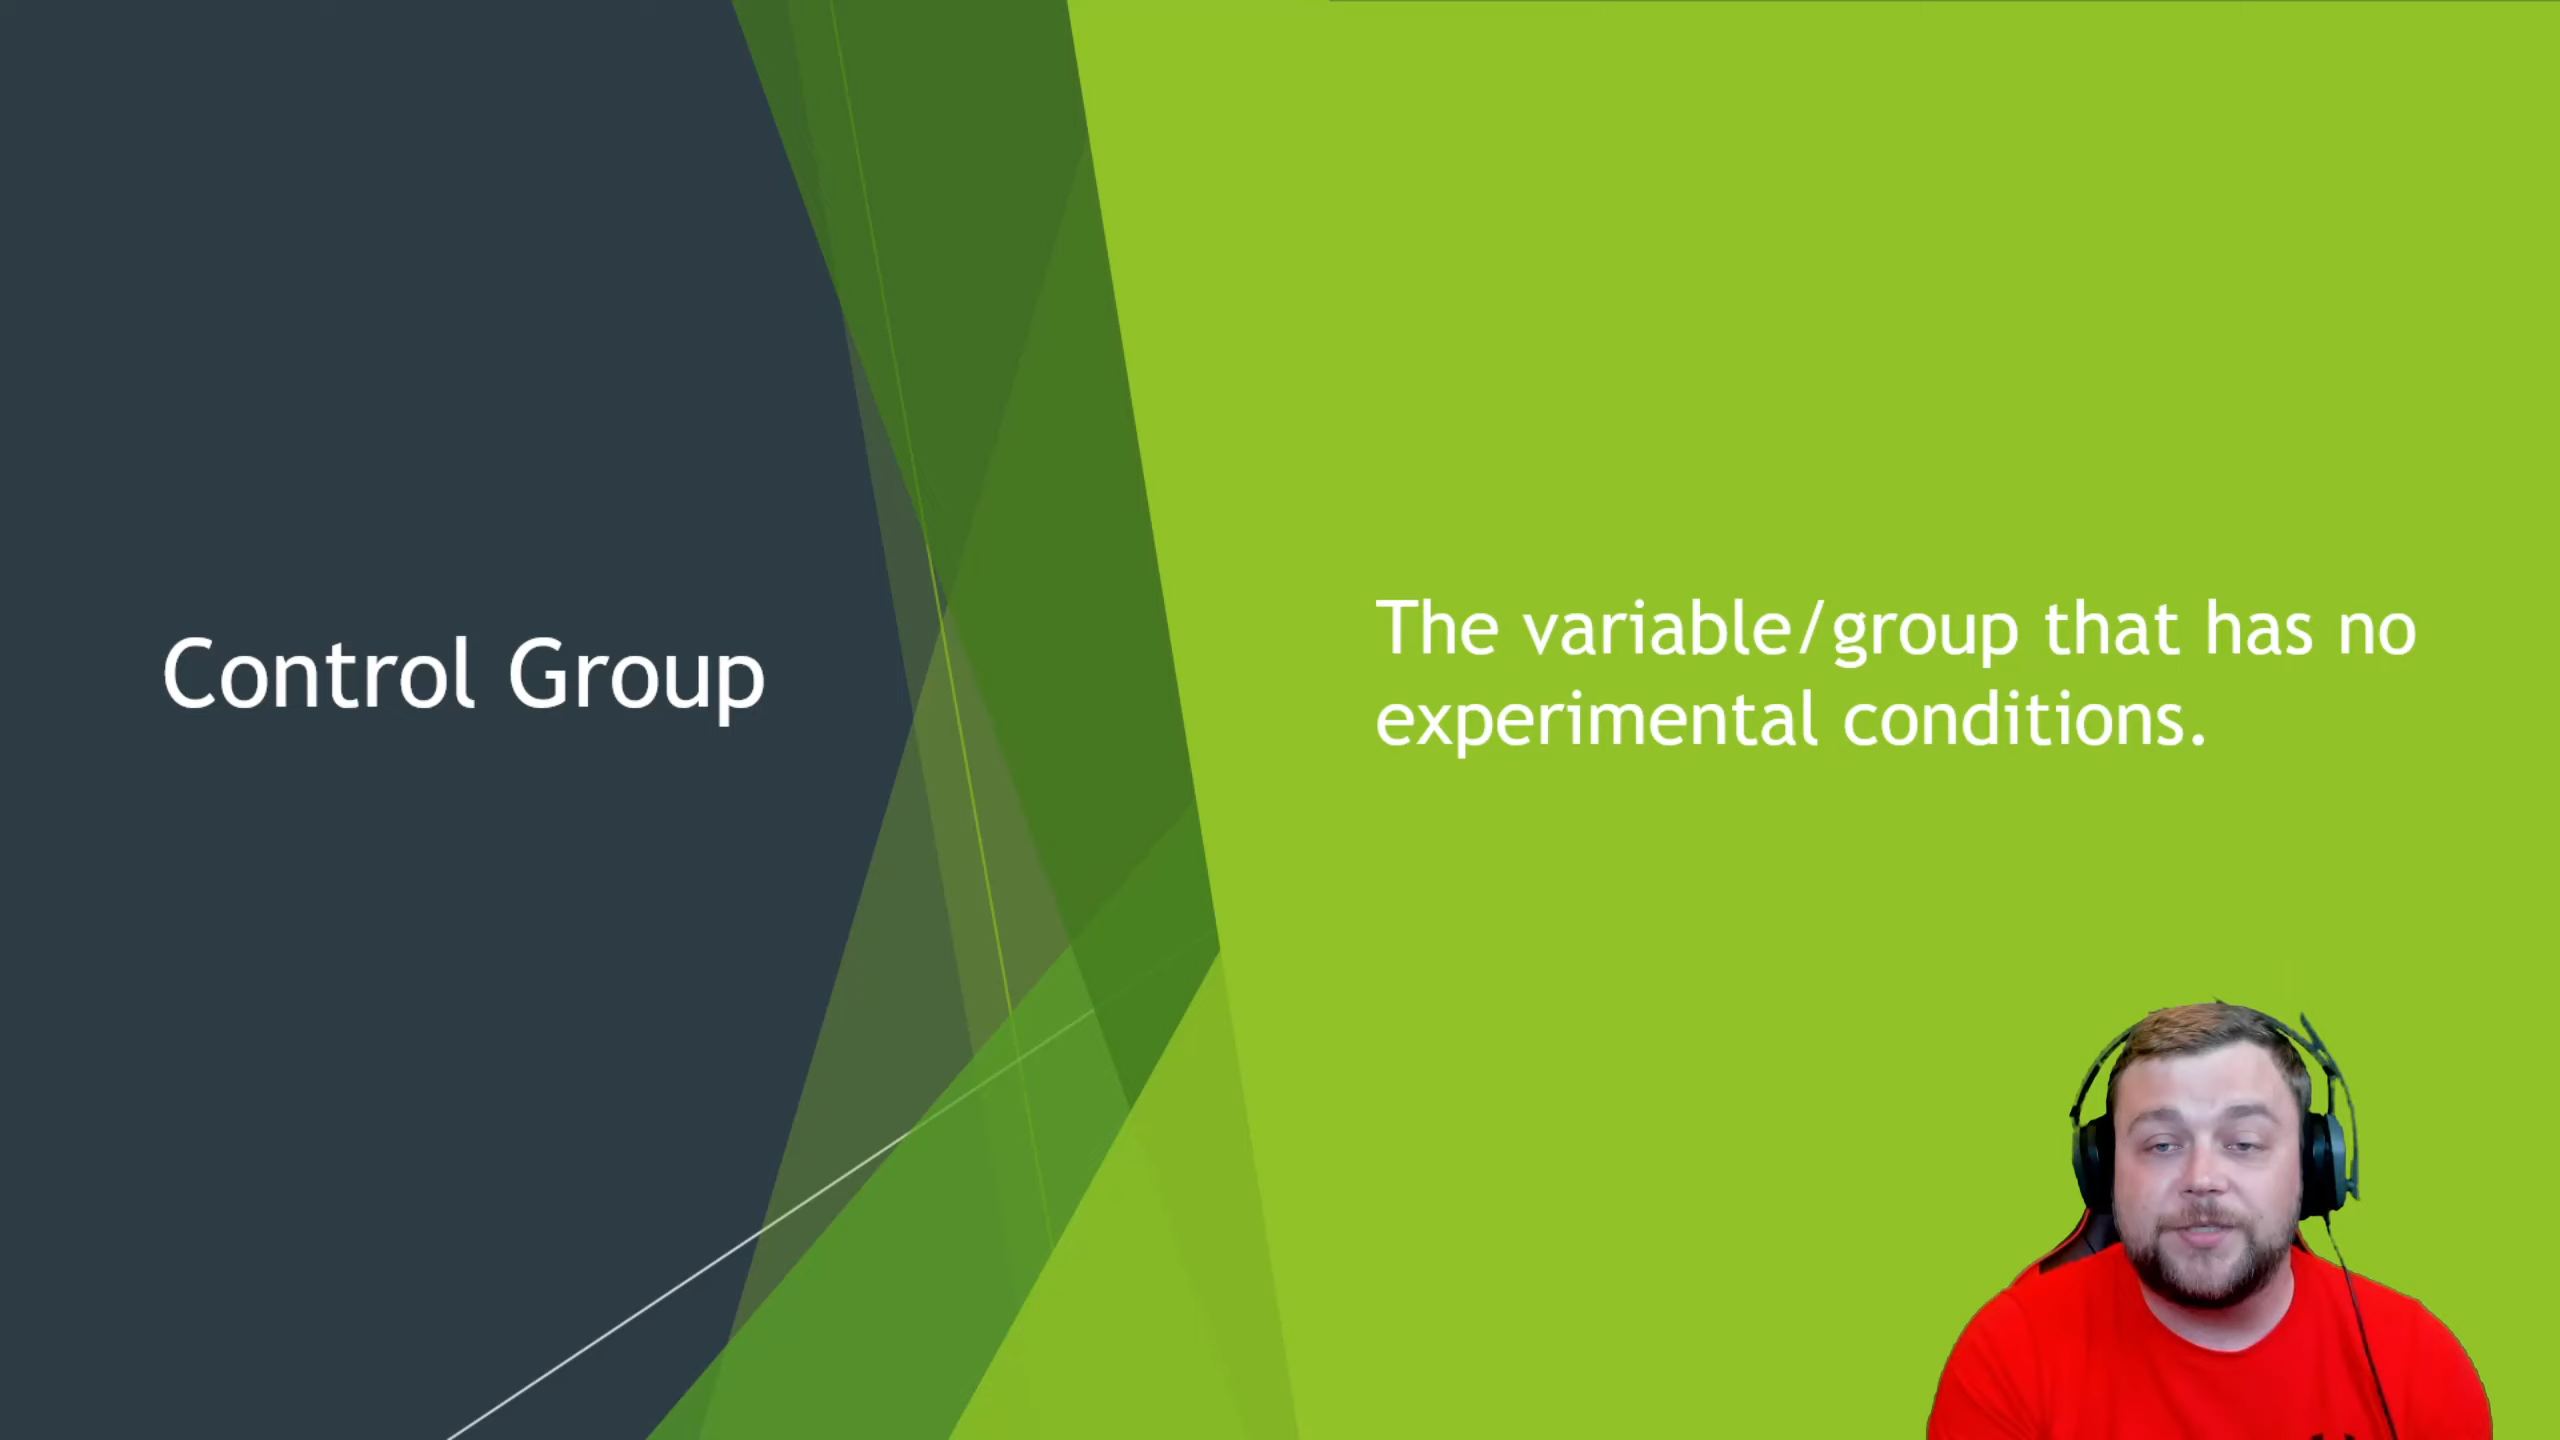 Control Group
The variable/group that has no
experimental conditions.